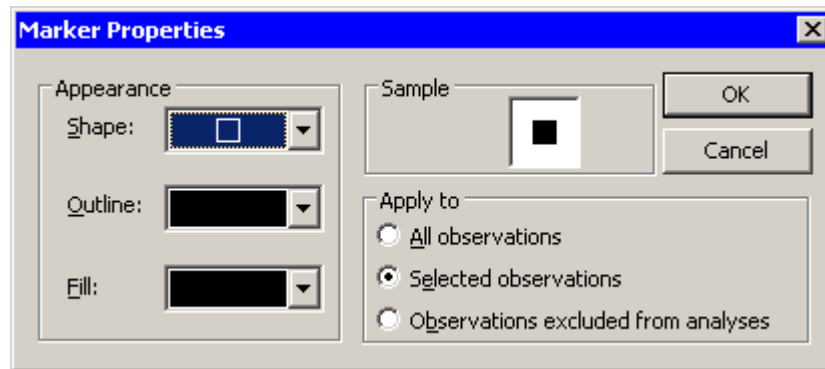 Marker Properties
Appearance
Shape:
Outline:
Fill:
Sample
OK
Cancel
Apply to
All observations
Selected observations
Observations excluded from analyses